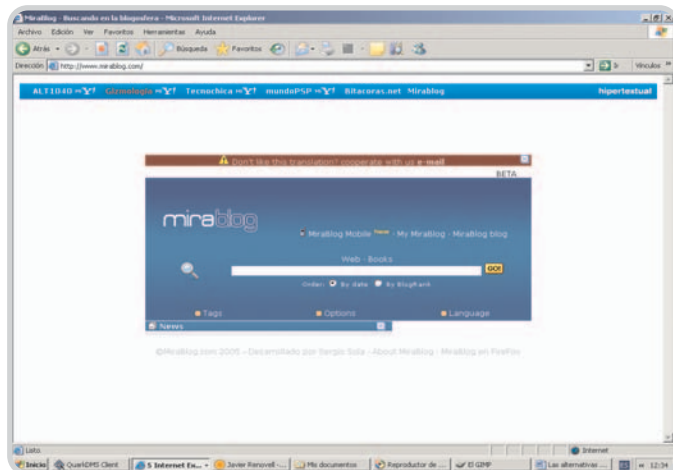 MiraBlog - Buscando en la blogosfera - Microsoft Internet Explorer
Archivo Edición Ver Favoritos Herramientas Ayuda
Atrás Búsqueda Favoritos
Dirección http://www.mirablog.com/ Ir Vínculos »
ALT1040 Gizmología Tecnochica mundoPSP Bitacoras.net Mirablog hipertextual
Don't like this translation? cooperate with us e-mail
BETA
mirablog
MiraBlog Mobile - My MiraBlog - MiraBlog blog
Web - Books
GO!
Order: By date By BlogRank
Tags Options Language
News
©MiraBlog.com 2006 - Desarrollado por Sergio Sola - About MiraBlog - MiraBlog en FireFox
Listo Internet
Inicio QuarkDMS Client 5 Internet Ex... Javier Renovell -... Mis documentos Reproductor de ... El GIMP Las alternativas ... 12:34